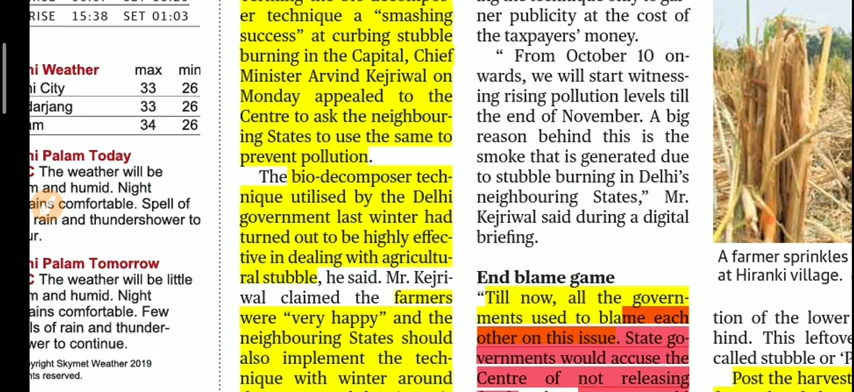 RISE 15:38 SET 01:03
ni Weather max min
ni City 33 26
darjang 33 26
am 34 26
ni Palam Today
C The weather will be
m and humid. Night
ains comfortable. Spell of
rain and thundershower to
ur.
ni Palam Tomorrow
C The weather will be little
m and humid. Night
ains comfortable. Few
ls of rain and thunder-
wer to continue.
yright Skymet Weather 2019
hts reserved.
er technique a “smashing
success” at curbing stubble
burning in the Capital, Chief
Minister Arvind Kejriwal on
Monday appealed to the
Centre to ask the neighbour-
ing States to use the same to
prevent pollution.
The bio-decomposer tech-
nique utilised by the Delhi
government last winter had
turned out to be highly effec-
tive in dealing with agricultu-
ral stubble, he said. Mr. Kejri-
wal claimed the farmers
were “very happy” and the
neighbouring States should
also implement the tech-
nique with winter around
ner publicity at the cost of
the taxpayers’ money.
“ From October 10 on-
wards, we will start witness-
ing rising pollution levels till
the end of November. A big
reason behind this is the
smoke that is generated due
to stubble burning in Delhi’s
neighbouring States,” Mr.
Kejriwal said during a digital
briefing.
End blame game
“Till now, all the govern-
ments used to blame each
other on this issue. State go-
vernments would accuse the
Centre of not releasing
A farmer sprinkles
at Hiranki village.
tion of the lower
hind. This leftove
called stubble or ‘P
Post the harvest